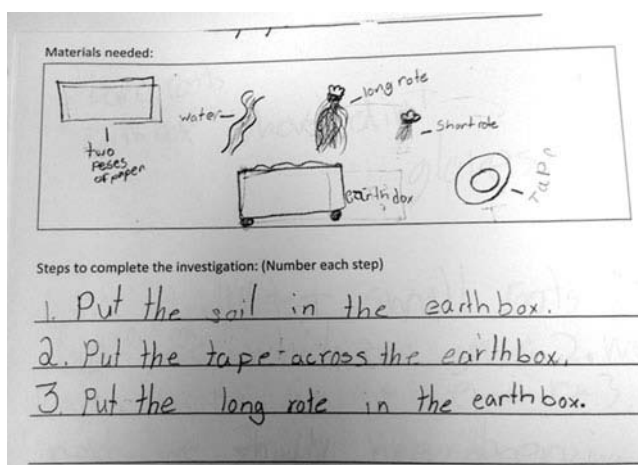 Materials needed:
long rote
water
short rote
two
peses
of paper
earth dox
Tape
Steps to complete the investigation: (Number each step)
1. Put the soil in the earthbox.
2. Put the tape across the earthbox.
3. Put the long rote in the earthbox.